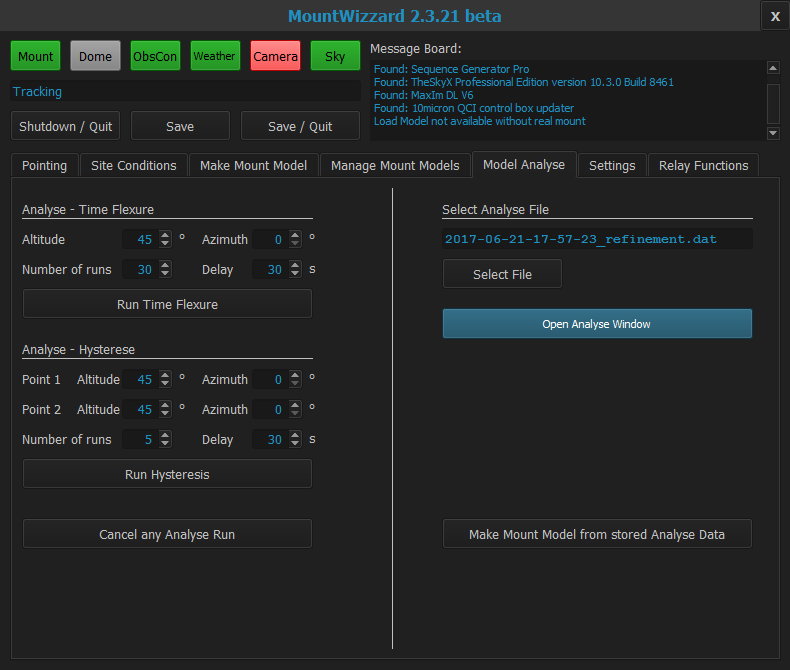 MountWizzard 2.3.21 beta
X
Mount Dome ObsCon Weather Camera Sky
Message Board:
Found: Sequence Generator Pro
Found: TheSkyX Professional Edition version 10.3.0 Build 8461
Found: MaxIm DL V6
Found: 10micron QCI control box updater
Load Model not available without real mount
Tracking
Shutdown / Quit Save Save / Quit
Pointing Site Conditions Make Mount Model Manage Mount Models Model Analyse Settings Relay Functions
Analyse - Time Flexure
Altitude 45 ° Azimuth 0 °
Number of runs 30 Delay 30 s
Run Time Flexure
Analyse - Hysterese
Point 1 Altitude 45 ° Azimuth 0 °
Point 2 Altitude 45 ° Azimuth 0 °
Number of runs 5 Delay 30 s
Run Hysteresis
Cancel any Analyse Run
Select Analyse File
2017-06-21-17-57-23_refinement.dat
Select File
Open Analyse Window
Make Mount Model from stored Analyse Data